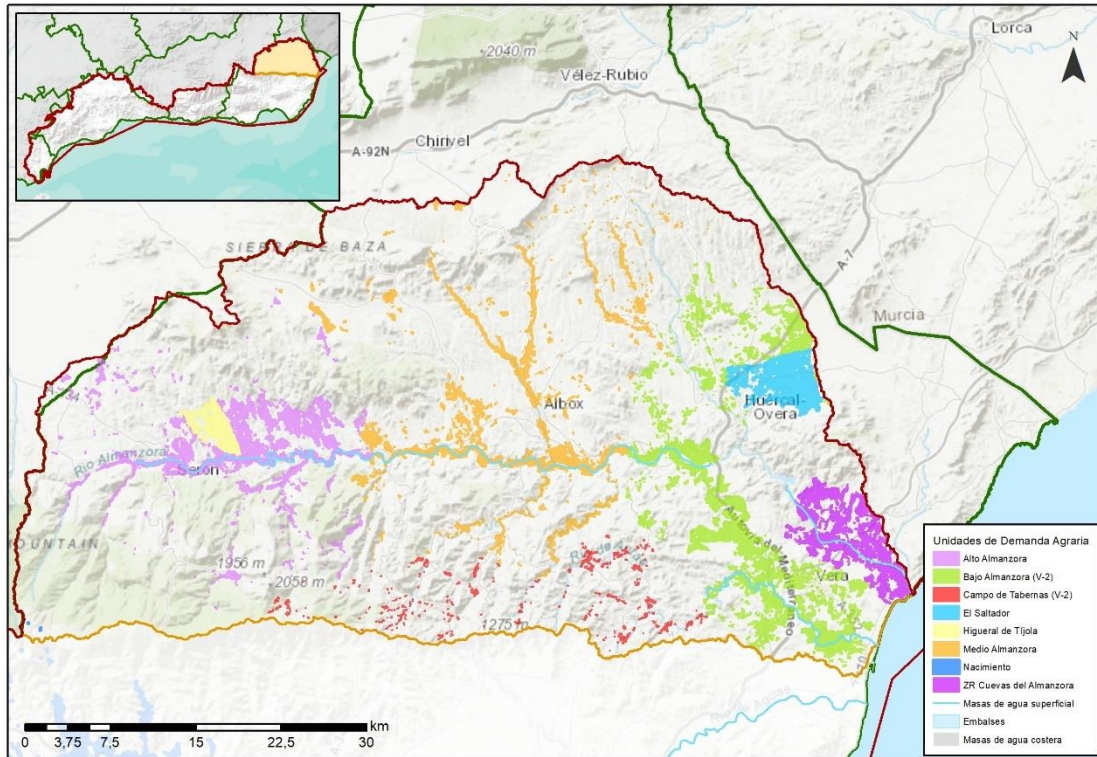 Lorca
N
2040 m
Vélez-Rubio
Chirivel
A-92N
SIERRA DE BAZA
A-7
Murcia
A-334
Albox
Huércal-
Overa
Río Almanzora
Serón
Autovía del Mediterráneo
Vera
MOUNTAIN
1956 m
2058 m
1275 m
km
0 3,75 7,5 15 22,5 30
Unidades de Demanda Agraria
Alto Almanzora
Bajo Almanzora (V-2)
Campo de Tabernas (V-2)
El Saltador
Higueral de Tíjola
Medio Almanzora
Nacimiento
ZR Cuevas del Almanzora
Masas de agua superficial
Embalses
Masas de agua costera